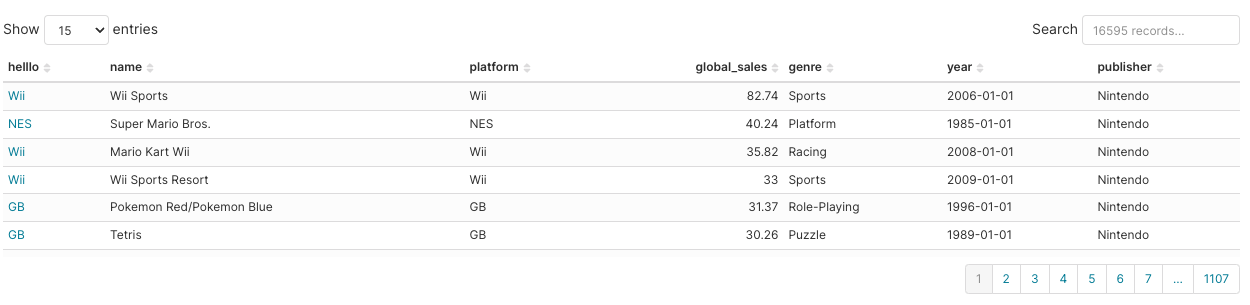 Show 15 entries Search 16595 records...
helllo name platform global_sales genre year publisher
Wii Wii Sports Wii 82.74 Sports 2006-01-01 Nintendo
NES Super Mario Bros. NES 40.24 Platform 1985-01-01 Nintendo
Wii Mario Kart Wii Wii 35.82 Racing 2008-01-01 Nintendo
Wii Wii Sports Resort Wii 33 Sports 2009-01-01 Nintendo
GB Pokemon Red/Pokemon Blue GB 31.37 Role-Playing 1996-01-01 Nintendo
GB Tetris GB 30.26 Puzzle 1989-01-01 Nintendo
1 2 3 4 5 6 7 ... 1107